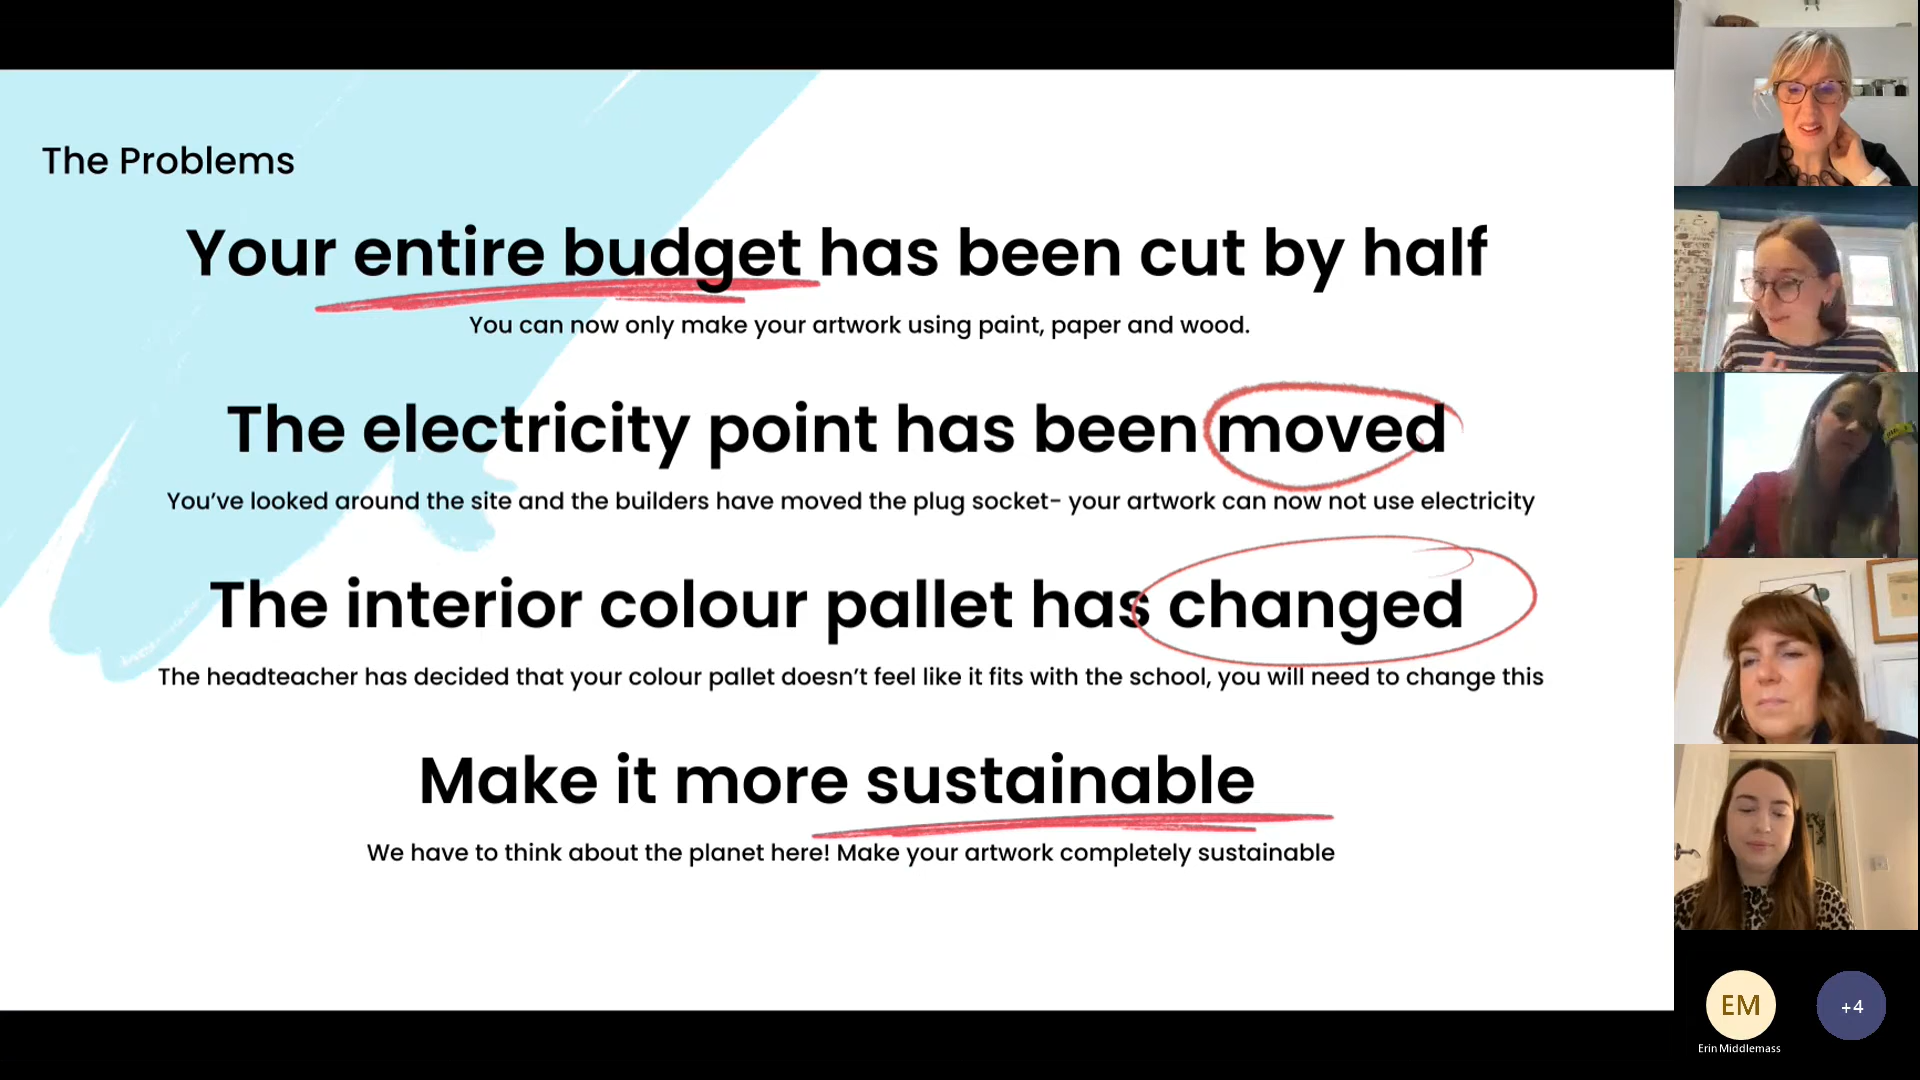 The Problems
Your entire budget has been cut by half
You can now only make your artwork using paint, paper and wood.
The electricity point has been moved
You’ve looked around the site and the builders have moved the plug socket- your artwork can now not use electricity
The interior colour pallet has changed
The headteacher has decided that your colour pallet doesn’t feel like it fits with the school, you will need to change this
Make it more sustainable
We have to think about the planet here! Make your artwork completely sustainable
EM
+4
Erin Middlemass